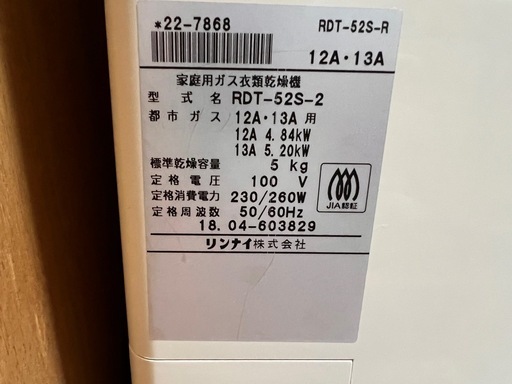 *22-7868 RDT-52S-R
12A・13A
家庭用ガス衣類乾燥機
型式名 RDT-52S-2
都市ガス 12A・13A 用
12A 4.84kW
13A 5.20kW
標準乾燥容量 5 kg
定格電圧 100 V
定格消費電力 230/260W
定格周波数 50/60Hz
18.04-603829
リンナイ株式会社
JIA認証